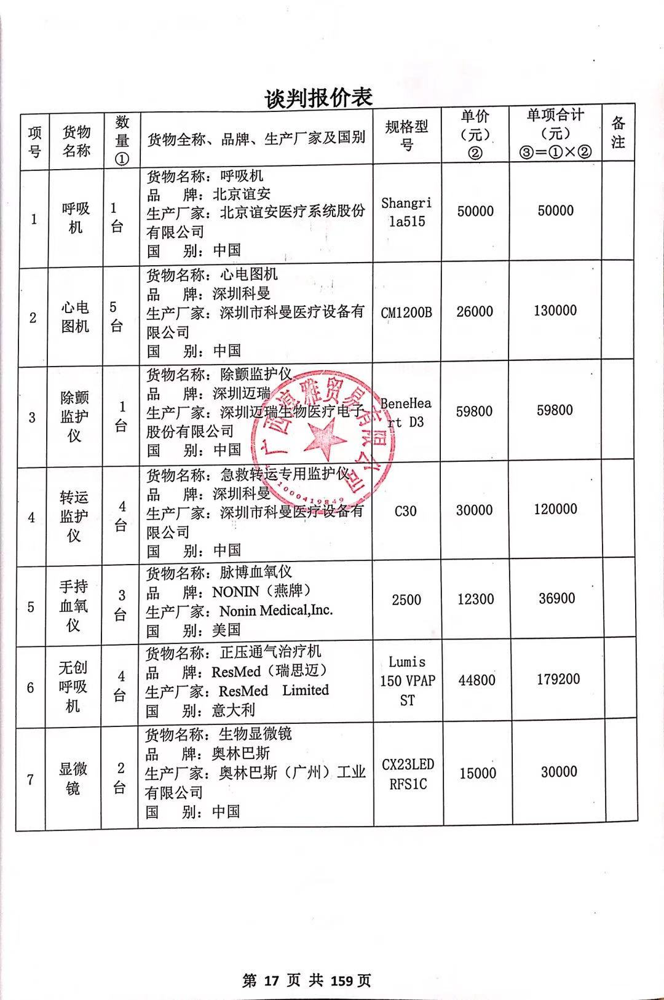 谈判报价表
项号 货物名称 数量① 货物全称、品牌、生产厂家及国别 规格型号 单价（元）② 单项合计（元）③＝①×② 备注
1 呼吸机 1台
货物名称：呼吸机
品 牌：北京谊安
生产厂家：北京谊安医疗系统股份
有限公司
国 别：中国
Shangri
la515
50000 50000
2 心电图机 5台
货物名称：心电图机
品 牌：深圳科曼
生产厂家：深圳市科曼医疗设备有
限公司
国 别：中国
CM1200B 26000 130000
3 除颤监护仪 1台
货物名称：除颤监护仪
品 牌：深圳迈瑞
生产厂家：深圳迈瑞生物医疗电子
股份有限公司
国 别：中国
BeneHea
rt D3
59800 59800
4 转运监护仪 4台
货物名称：急救转运专用监护仪
品 牌：深圳科曼
生产厂家：深圳市科曼医疗设备有
限公司
国 别：中国
C30 30000 120000
5 手持血氧仪 3台
货物名称：脉搏血氧仪
品 牌：NONIN（燕牌）
生产厂家：Nonin Medical,Inc.
国 别：美国
2500 12300 36900
6 无创呼吸机 4台
货物名称：正压通气治疗机
品 牌：ResMed（瑞思迈）
生产厂家：ResMed Limited
国 别：意大利
Lumis
150 VPAP
ST
44800 179200
7 显微镜 2台
货物名称：生物显微镜
品 牌：奥林巴斯
生产厂家：奥林巴斯（广州）工业
有限公司
国 别：中国
CX23LED
RFS1C
15000 30000
第 17 页 共 159 页